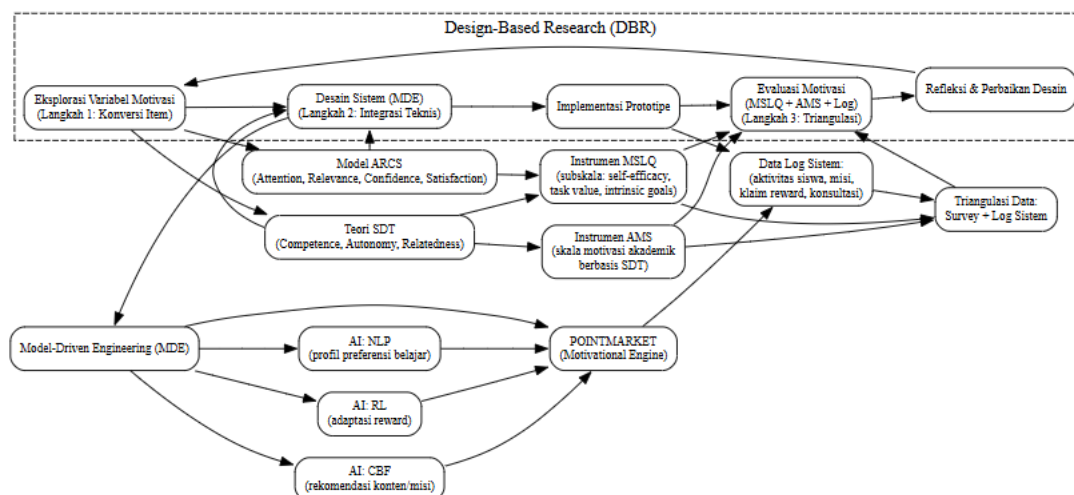 Design-Based Research (DBR)
Eksplorasi Variabel Motivasi
(Langkah 1: Konversi Item)
Desain Sistem (MDE)
(Langkah 2: Integrasi Teknis)
Implementasi Prototipe
Evaluasi Motivasi
(MSLQ + AMS + Log)
(Langkah 3: Triangulasi)
Refleksi & Perbaikan Desain
Model ARCS
(Attention, Relevance, Confidence, Satisfaction)
Instrumen MSLQ
(subskala: self-efficacy,
task value, intrinsic goals)
Data Log Sistem:
(aktivitas siswa, misi,
klaim reward, konsultasi)
Triangulasi Data:
Survey + Log Sistem
Teori SDT
(Competence, Autonomy, Relatedness)
Instrumen AMS
(skala motivasi akademik
berbasis SDT)
Model-Driven Engineering (MDE)
AI: NLP
(profil preferensi belajar)
POINTMARKET
(Motivational Engine)
AI: RL
(adaptasi reward)
AI: CBF
(rekomendasi konten/misi)